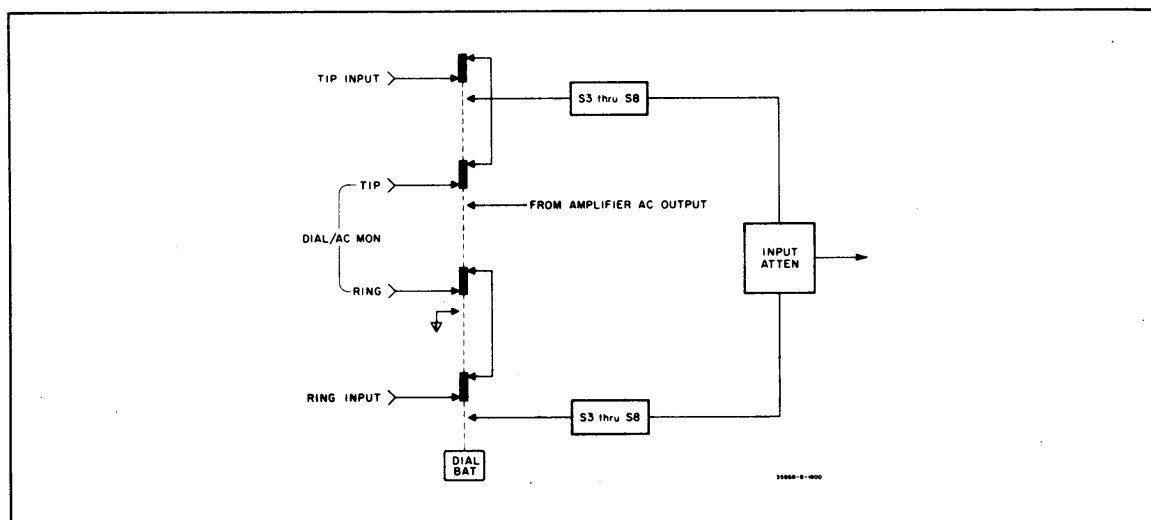 TIP INPUT
S3 thru S8
TIP
FROM AMPLIFIER AC OUTPUT
DIAL/AC MON
INPUT
ATTEN
RING
RING INPUT
S3 thru S8
DIAL
BAT